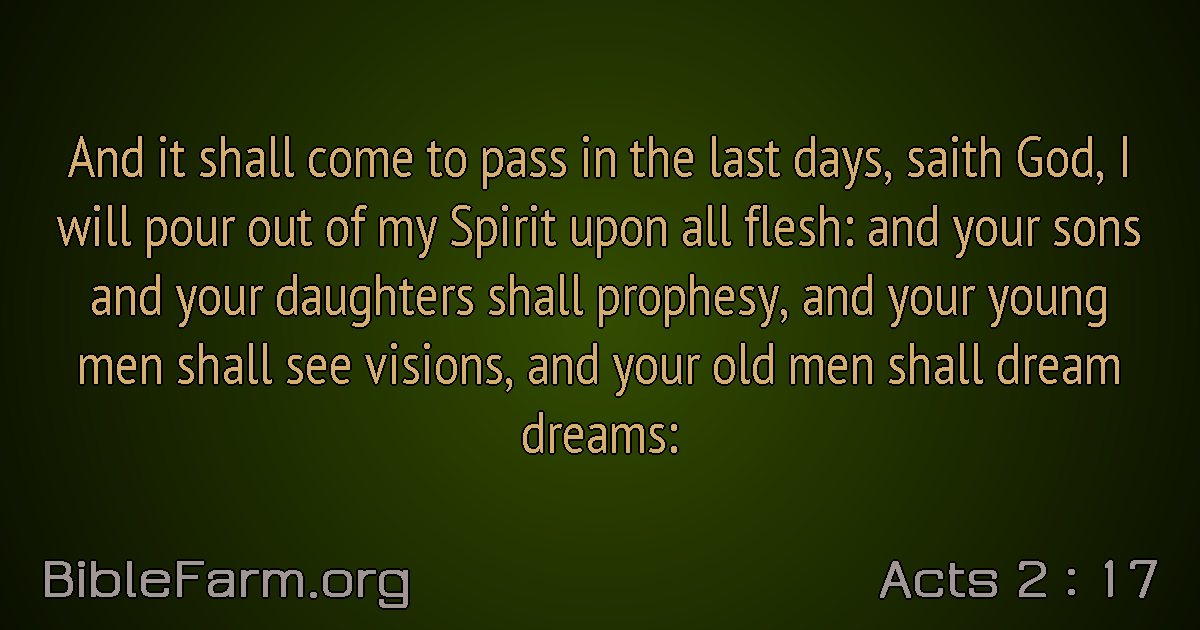 And it shall come to pass in the last days, saith God, I
will pour out of my Spirit upon all flesh: and your sons
and your daughters shall prophesy, and your young
men shall see visions, and your old men shall dream
dreams:
BibleFarm.org
Acts 2 : 17